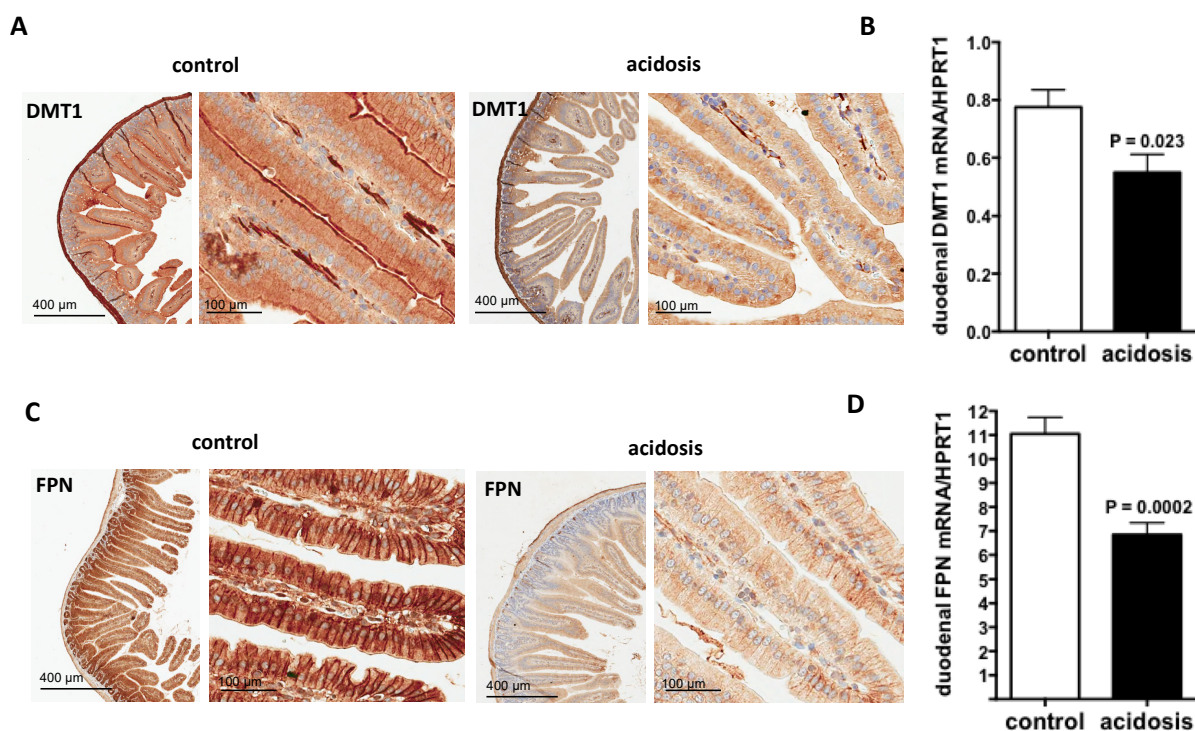 A
control
acidosis
DMT1
400 µm
100 µm
DMT1
400 µm
100 µm
B
duodenal DMT1 mRNA/HPRT1
1.0
0.8
0.6
0.4
0.2
0.0
P = 0.023
control
acidosis
C
control
acidosis
FPN
400 µm
100 µm
FPN
400 µm
100 µm
D
duodenal FPN mRNA/HPRT1
12
11
10
9
8
7
6
5
4
3
2
1
P = 0.0002
control
acidosis